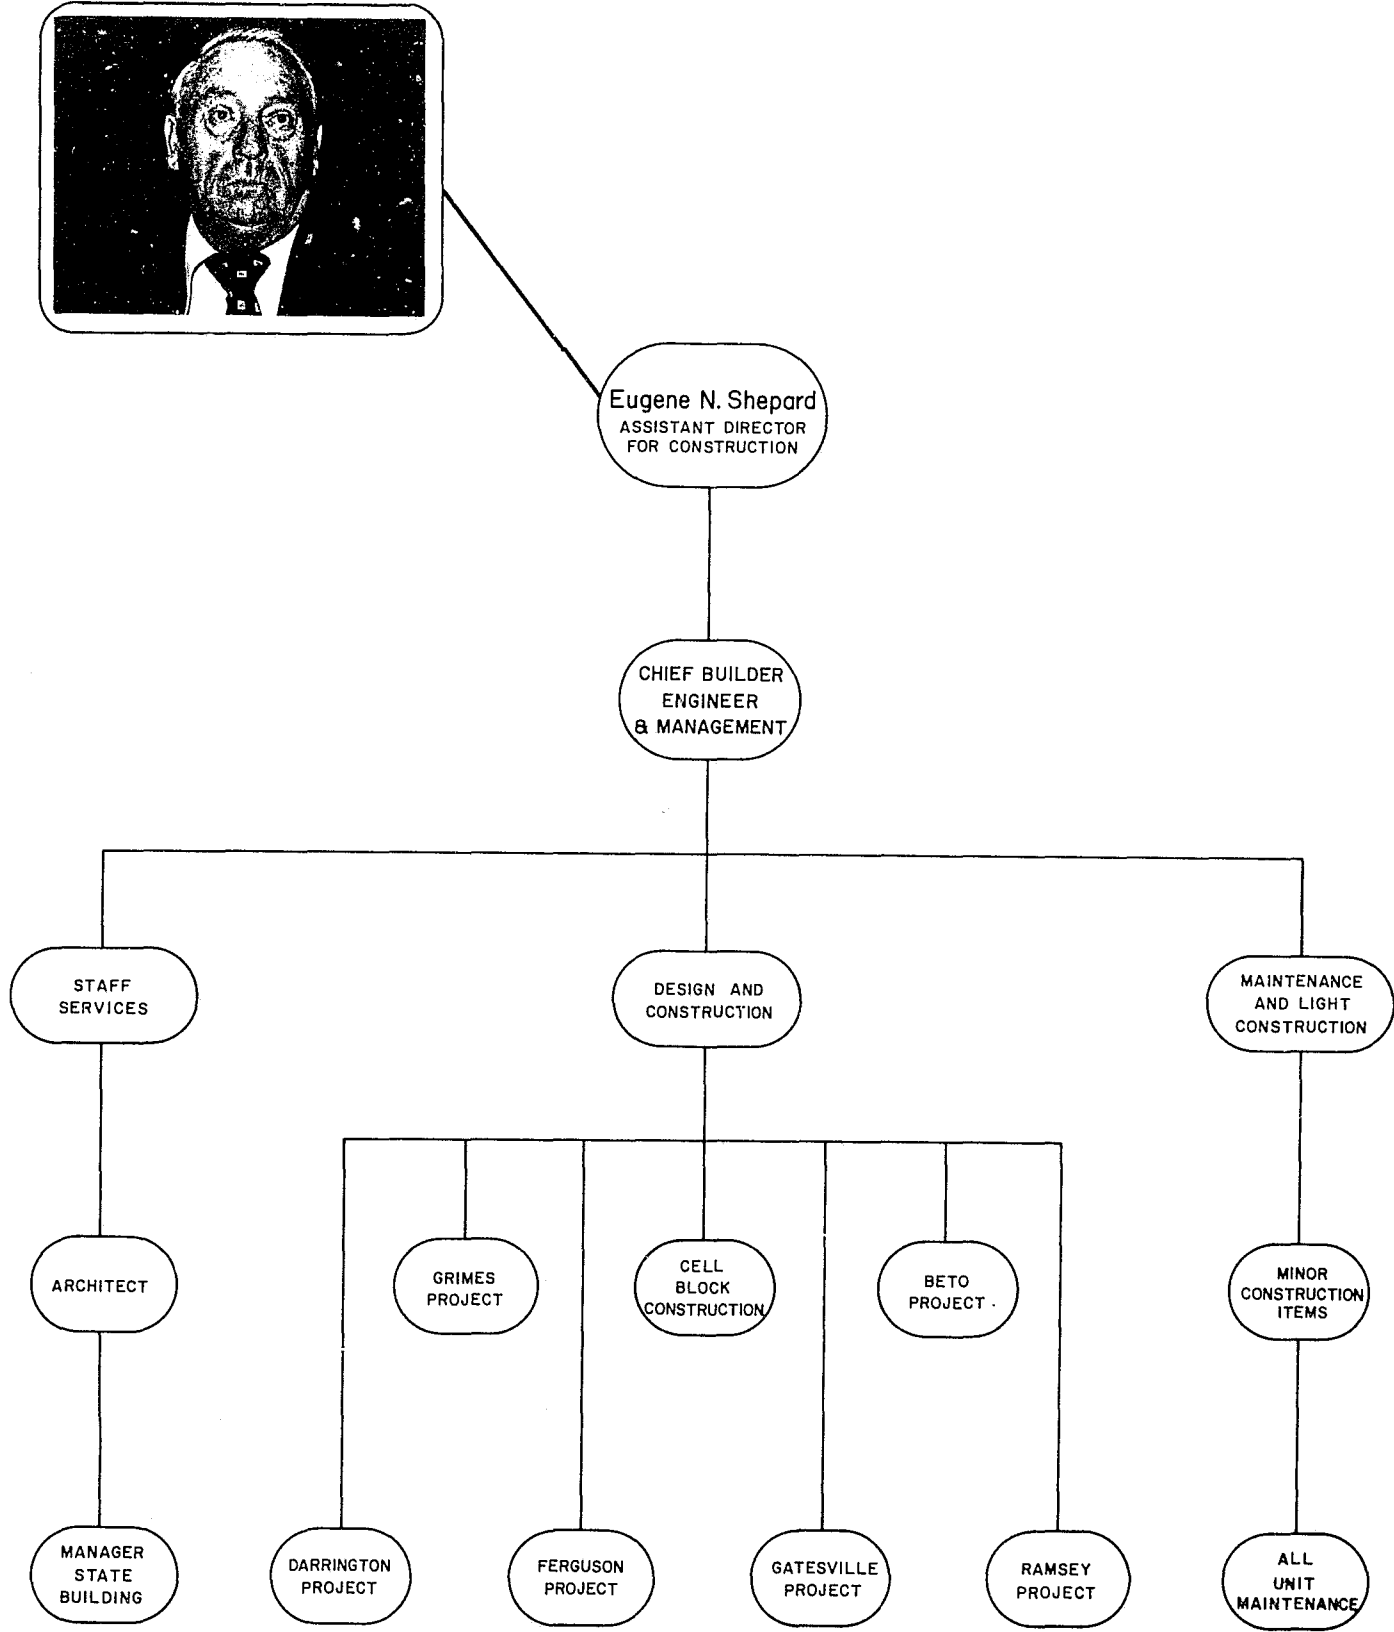 Eugene N. Shepard
ASSISTANT DIRECTOR
FOR CONSTRUCTION
CHIEF BUILDER
ENGINEER
& MANAGEMENT
STAFF
SERVICES
DESIGN AND
CONSTRUCTION
MAINTENANCE
AND LIGHT
CONSTRUCTION
ARCHITECT
GRIMES
PROJECT
CELL
BLOCK
CONSTRUCTION
BETO
PROJECT
MINOR
CONSTRUCTION
ITEMS
MANAGER
STATE
BUILDING
DARRINGTON
PROJECT
FERGUSON
PROJECT
GATESVILLE
PROJECT
RAMSEY
PROJECT
ALL
UNIT
MAINTENANCE